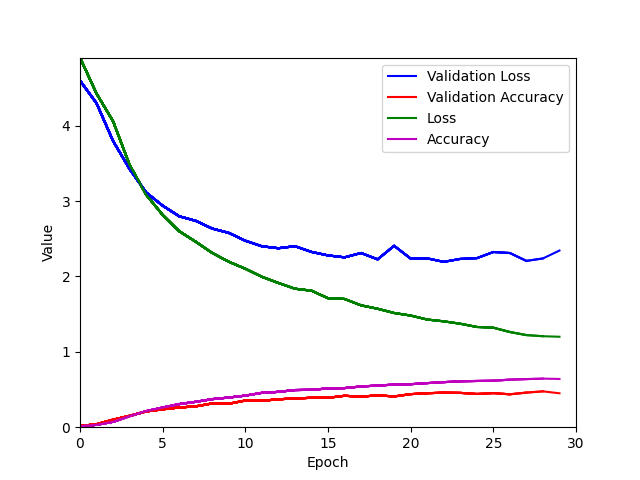 Validation Loss
Validation Accuracy
Loss
Accuracy
4
3
2
1
0
Value
0 5 10 15 20 25 30
Epoch